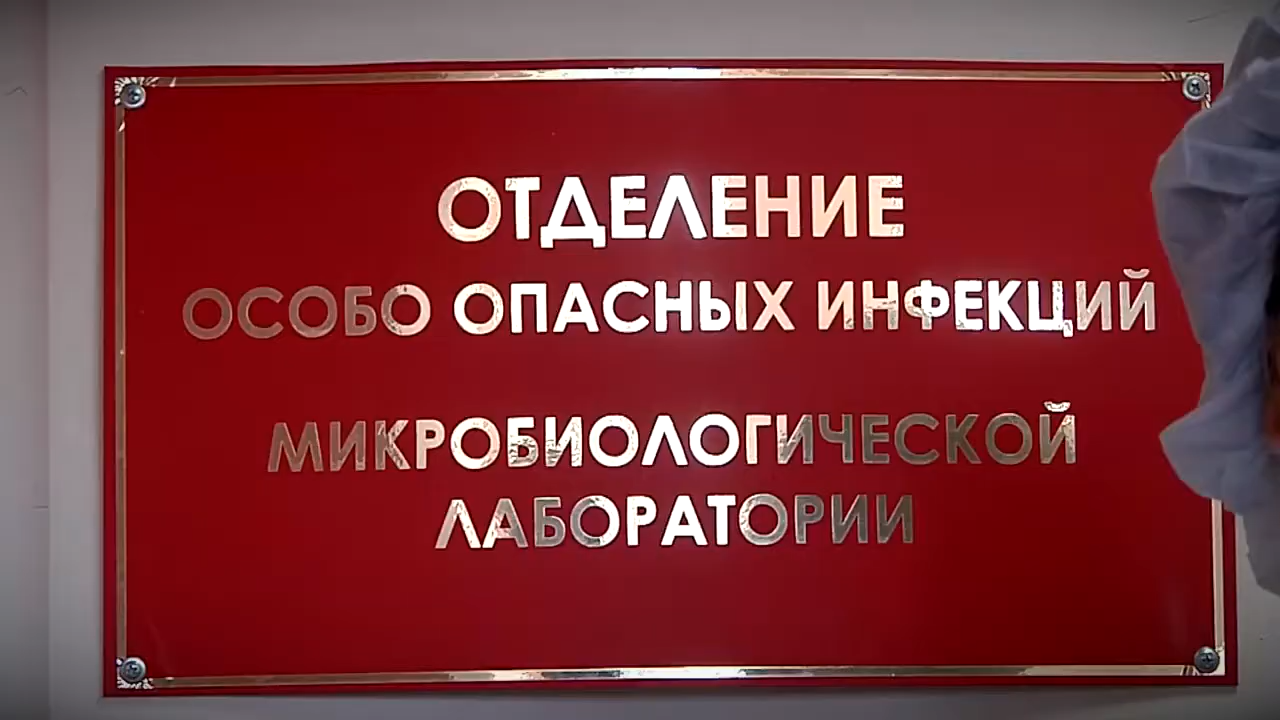 ОТДЕЛЕНИЕ
ОСОБО ОПАСНЫХ ИНФЕКЦИЙ
МИКРОБИОЛОГИЧЕСКОЙ
ЛАБОРАТОРИИ